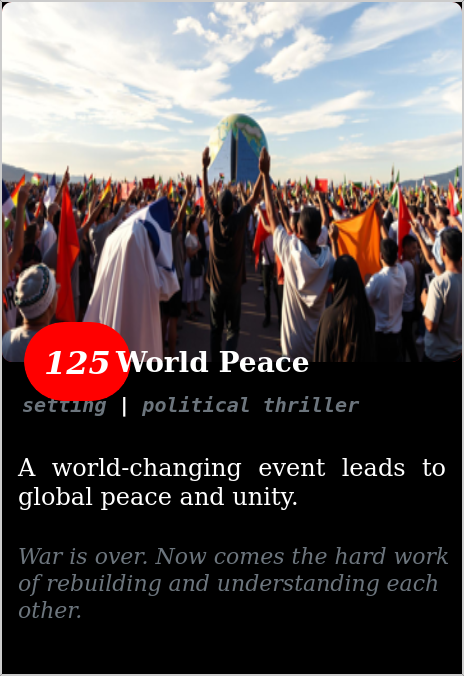 125 World Peace
setting | political thriller
A world-changing event leads to
global peace and unity.
War is over. Now comes the hard work
of rebuilding and understanding each
other.